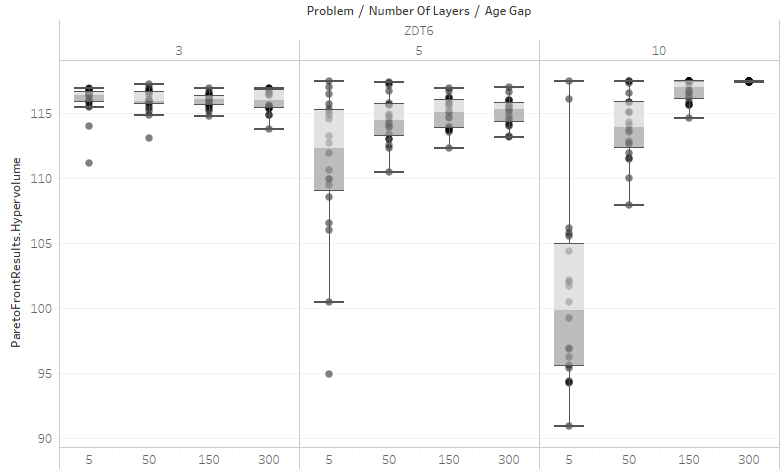 Problem / Number Of Layers / Age Gap
ZDT6
3 5 10
ParetoFrontResults.Hypervolume
115
110
105
100
95
90
5 50 150 300 5 50 150 300 5 50 150 300